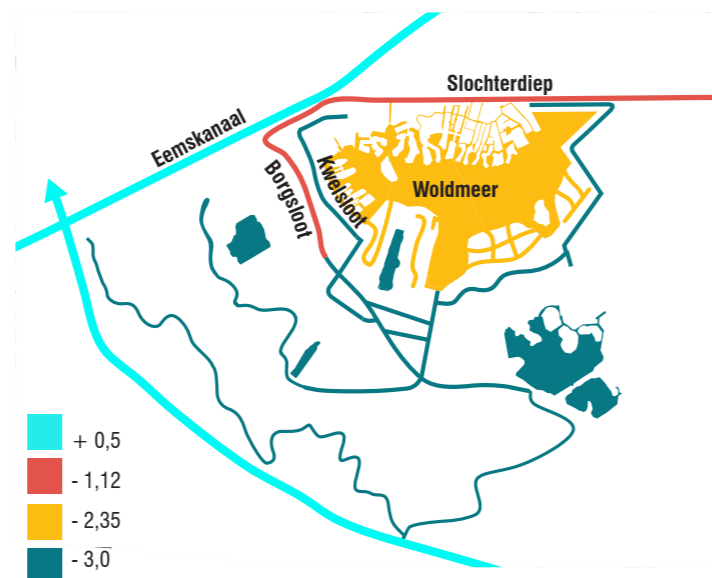 Slochterdiep
Eemskanaal
Borgsloot
Kwelsloot
Woldmeer
+ 0,5
- 1,12
- 2,35
- 3,0